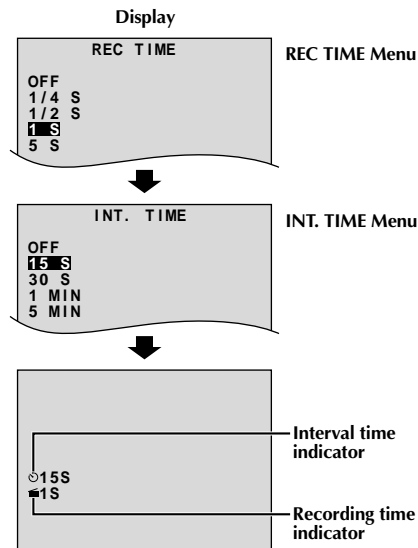 Display
REC TIME
REC TIME Menu
OFF
1/4 S
1/2 S
1 S
5 S
INT. TIME
INT. TIME Menu
OFF
15 S
30 S
1 MIN
5 MIN
Interval time
indicator
15S
1S
Recording time
indicator